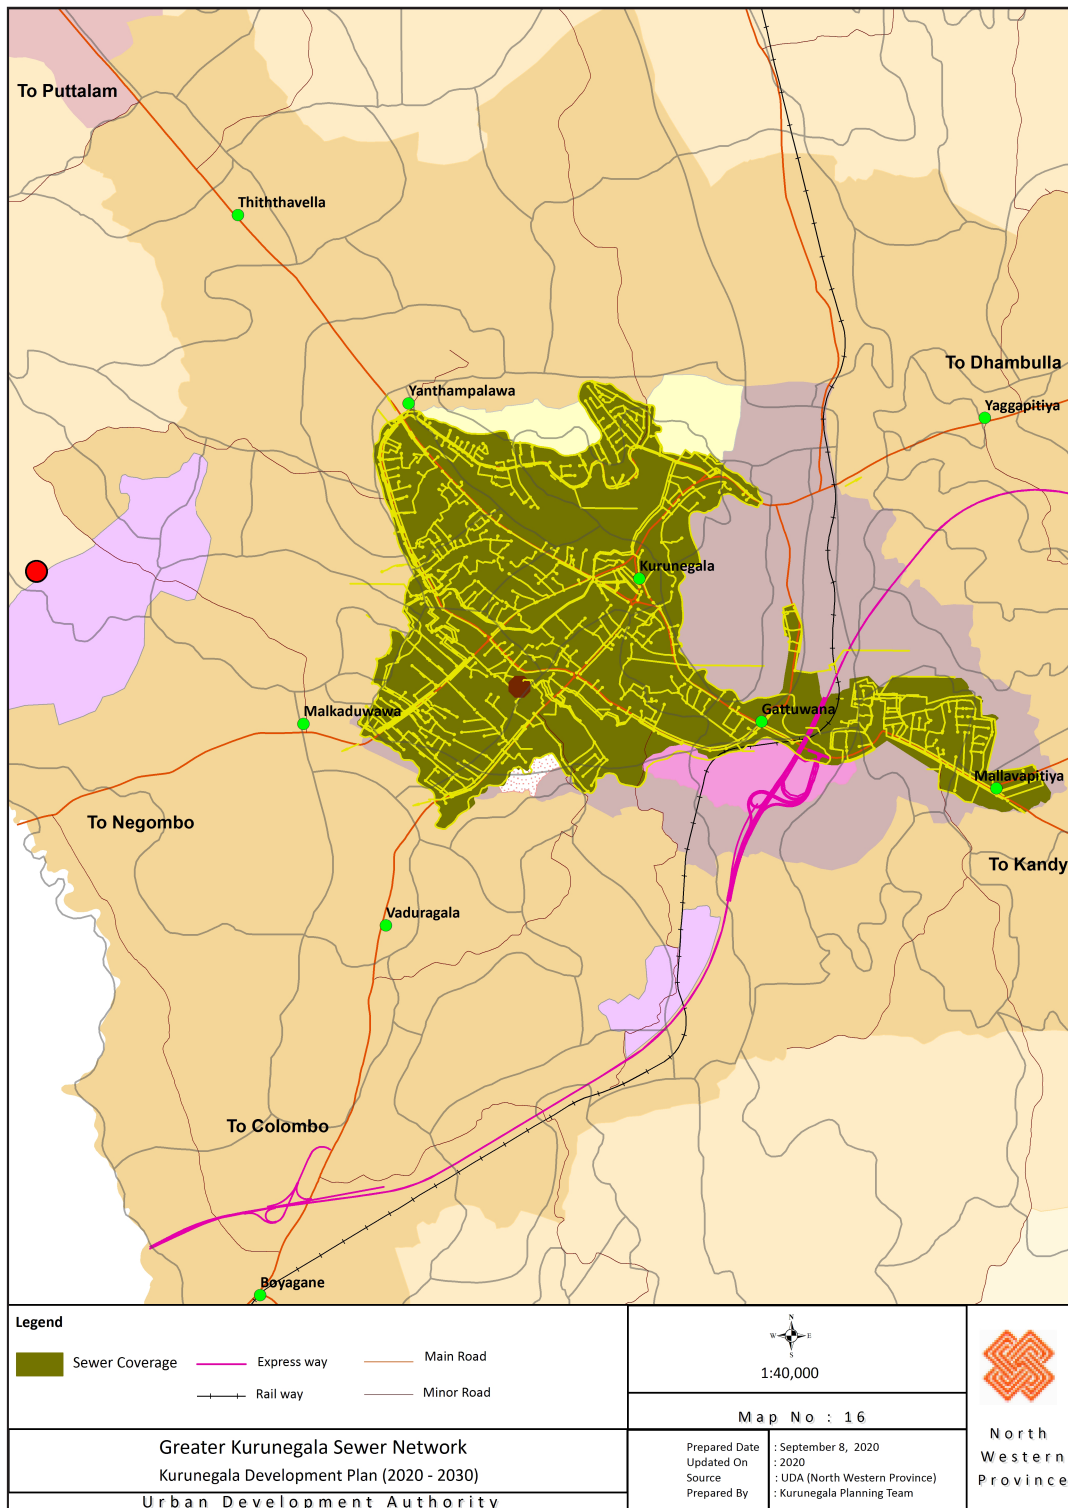 To Puttalam
Thiththavella
To Dhambulla
Yanthampalawa
Yaggapitiya
Kurunegala
Malkaduwawa
Gattuwana
Mallavapitiya
To Negombo
To Kandy
Vaduragala
To Colombo
Boyagane
Legend
Sewer Coverage
Express way
Main Road
Rail way
Minor Road
N
W E
S
1:40,000
Map No : 16
Greater Kurunegala Sewer Network
Kurunegala Development Plan (2020 - 2030)
Urban Development Authority
Prepared Date : September 8, 2020
Updated On : 2020
Source : UDA (North Western Province)
Prepared By : Kurunegala Planning Team
North
Western
Province